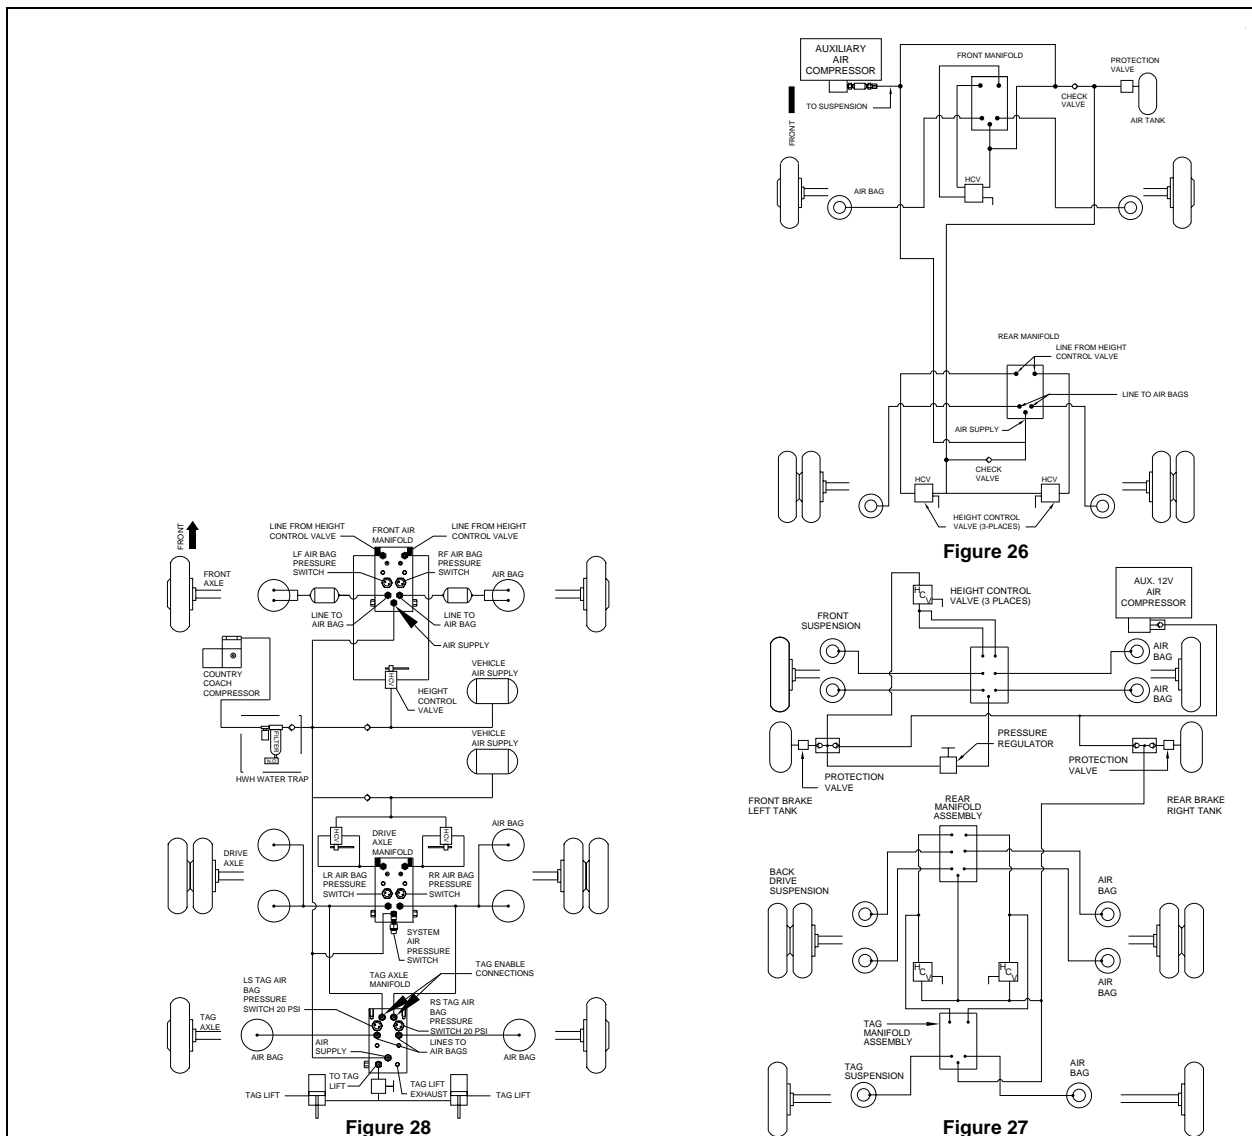 AUXILIARY
AIR
COMPRESSOR
FRONT MANIFOLD
PROTECTION
VALVE
CHECK
VALVE
TO SUSPENSION
AIR TANK
FRONT
HCV
AIR BAG
REAR MANIFOLD
LINE FROM HEIGHT
CONTROL VALVE
LINE TO AIR BAGS
AIR SUPPLY
CHECK
VALVE
HCV
HCV
HEIGHT CONTROL
VALVE (3-PLACES)
Figure 26
HCV
HEIGHT CONTROL
VALVE (3 PLACES)
AUX. 12V
AIR
COMPRESSOR
FRONT
SUSPENSION
AIR
BAG
AIR
BAG
PRESSURE
REGULATOR
PROTECTION
VALVE
PROTECTION
VALVE
FRONT BRAKE
LEFT TANK
REAR BRAKE
RIGHT TANK
REAR
MANIFOLD
ASSEMBLY
BACK
DRIVE
SUSPENSION
AIR
BAG
HCV
HCV
AIR
BAG
TAG
MANIFOLD
ASSEMBLY
TAG
SUSPENSION
AIR
BAG
Figure 27
FRONT
LINE FROM HEIGHT
CONTROL VALVE
FRONT AIR
MANIFOLD
LINE FROM HEIGHT
CONTROL VALVE
LF AIR BAG
PRESSURE
SWITCH
RF AIR BAG
PRESSURE
SWITCH
FRONT
AXLE
AIR BAG
LINE TO
AIR BAG
LINE TO
AIR BAG
AIR SUPPLY
COUNTRY
COACH
COMPRESSOR
HCV
HEIGHT
CONTROL
VALVE
VEHICLE
AIR SUPPLY
FILTER
HWH WATER TRAP
VEHICLE
AIR SUPPLY
HCV
HCV
DRIVE
AXLE
MANIFOLD
AIR BAG
DRIVE
AXLE
LR AIR BAG
PRESSURE
SWITCH
RR AIR BAG
PRESSURE
SWITCH
SYSTEM
AIR
PRESSURE
SWITCH
TAG ENABLE
CONNECTIONS
TAG AXLE
MANIFOLD
LS TAG AIR
BAG
PRESSURE
SWITCH 20 PSI
RS TAG AIR
BAG
PRESSURE
SWITCH 20 PSI
TAG
AXLE
AIR BAG
AIR
SUPPLY
LINES TO
AIR BAGS
AIR BAG
TO TAG
LIFT
TAG LIFT
EXHAUST
TAG LIFT
TAG LIFT
Figure 28